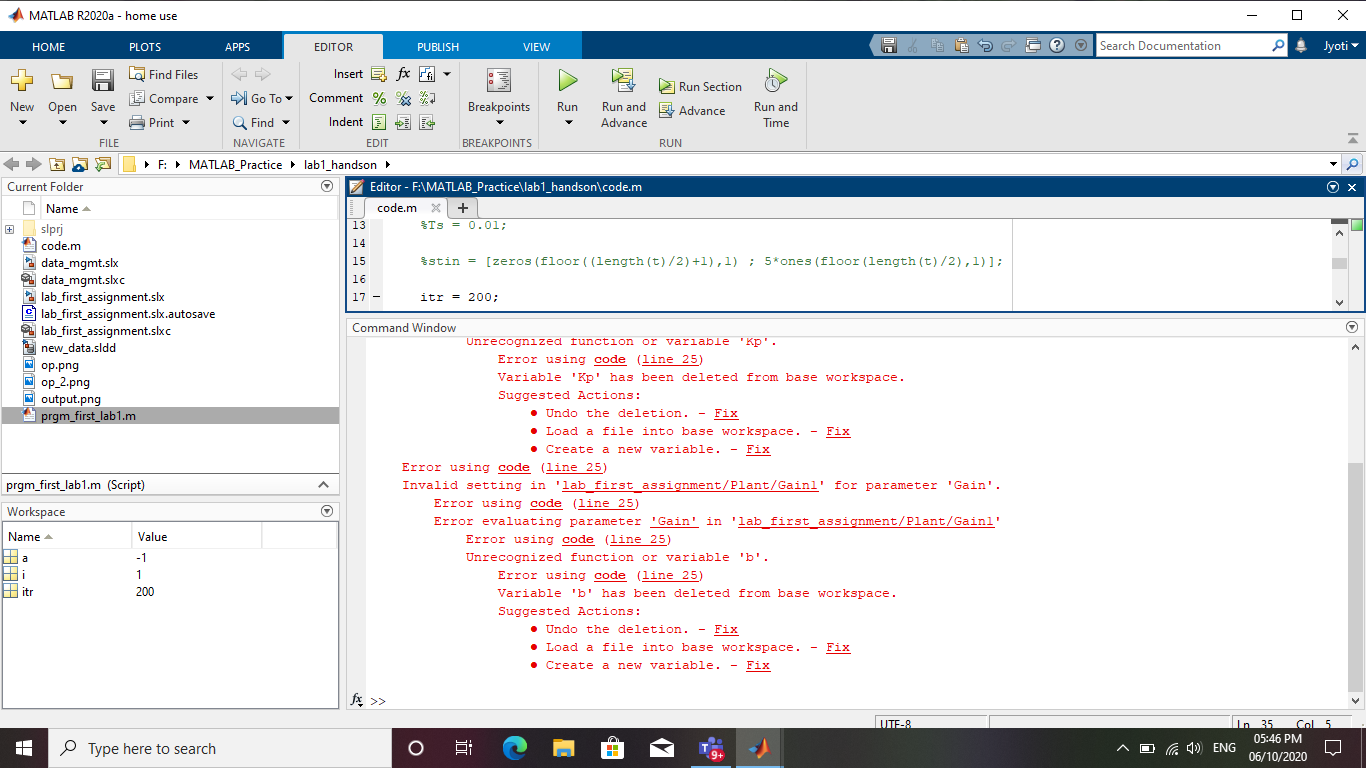 MATLAB R2020a - home use
HOME PLOTS APPS EDITOR PUBLISH VIEW
Search Documentation
Jyoti
New
Open
Save
Find Files
Compare
Print
FILE
Go To
Find
NAVIGATE
Insert
Comment
Indent
EDIT
Breakpoints
BREAKPOINTS
Run
Run and
Advance
Run Section
Advance
Run and
Time
RUN
F: MATLAB_Practice lab1_handson
Current Folder
Name
slprj
code.m
data_mgmt.slx
data_mgmt.slxc
lab_first_assignment.slx
lab_first_assignment.slx.autosave
lab_first_assignment.slxc
new_data.sldd
op.png
op_2.png
output.png
prgm_first_lab1.m
prgm_first_lab1.m (Script)
Workspace
Name Value
a -1
i 1
itr 200
Editor - F:\MATLAB_Practice\lab1_handson\code.m
code.m
13 %Ts = 0.01;
14
15 %stin = [zeros(floor((length(t)/2)+1),1) ; 5*ones(floor(length(t)/2),1)];
16
17 – itr = 200;
Command Window
Unrecognized function or variable 'Kp'.
Error using code (line 25)
Variable 'Kp' has been deleted from base workspace.
Suggested Actions:
• Undo the deletion. - Fix
• Load a file into base workspace. - Fix
• Create a new variable. - Fix
Error using code (line 25)
Invalid setting in 'lab_first_assignment/Plant/Gain1' for parameter 'Gain'.
Error using code (line 25)
Error evaluating parameter 'Gain' in 'lab_first_assignment/Plant/Gain1'
Error using code (line 25)
Unrecognized function or variable 'b'.
Error using code (line 25)
Variable 'b' has been deleted from base workspace.
Suggested Actions:
• Undo the deletion. - Fix
• Load a file into base workspace. - Fix
• Create a new variable. - Fix
fx >>
UTF-8
Ln 35 Col 5
Type here to search
9+
ENG
05:46 PM
06/10/2020